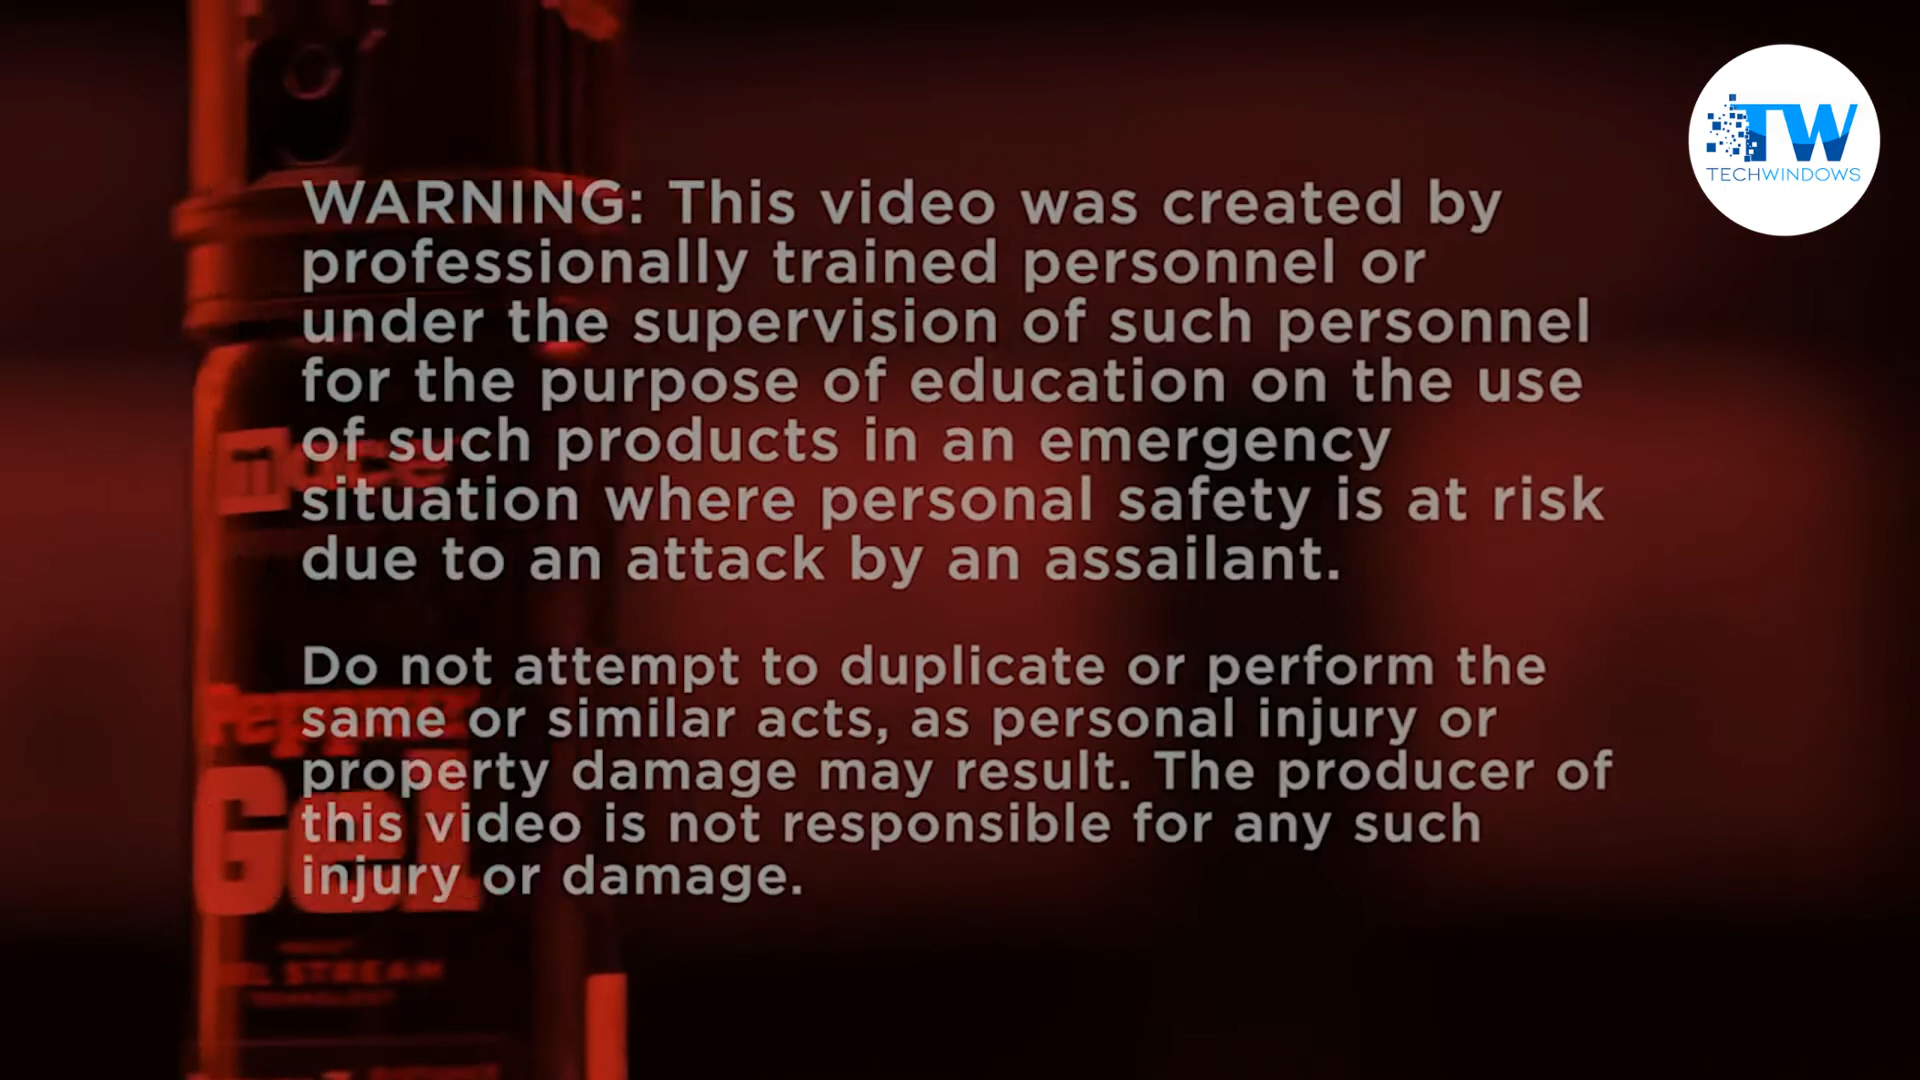 TW
TECHWINDOWS
WARNING: This video was created by
professionally trained personnel or
under the supervision of such personnel
for the purpose of education on the use
of such products in an emergency
situation where personal safety is at risk
due to an attack by an assailant.
Do not attempt to duplicate or perform the
same or similar acts, as personal injury or
property damage may result. The producer of
this video is not responsible for any such
injury or damage.
mace
Pepper
Gel
STREAM